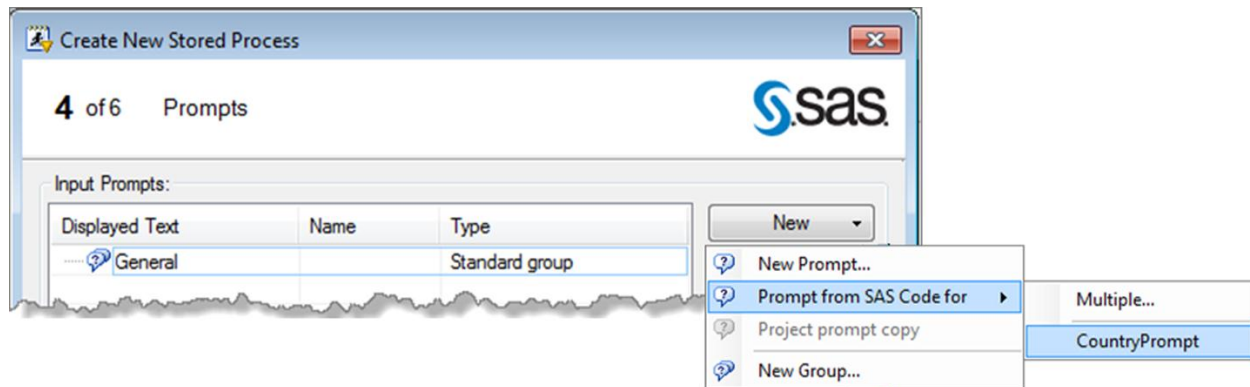 Create New Stored Process
4 of 6 Prompts
sas
Input Prompts:
Displayed Text Name Type
General Standard group
New
New Prompt...
Prompt from SAS Code for
Multiple...
Project prompt copy
CountryPrompt
New Group...